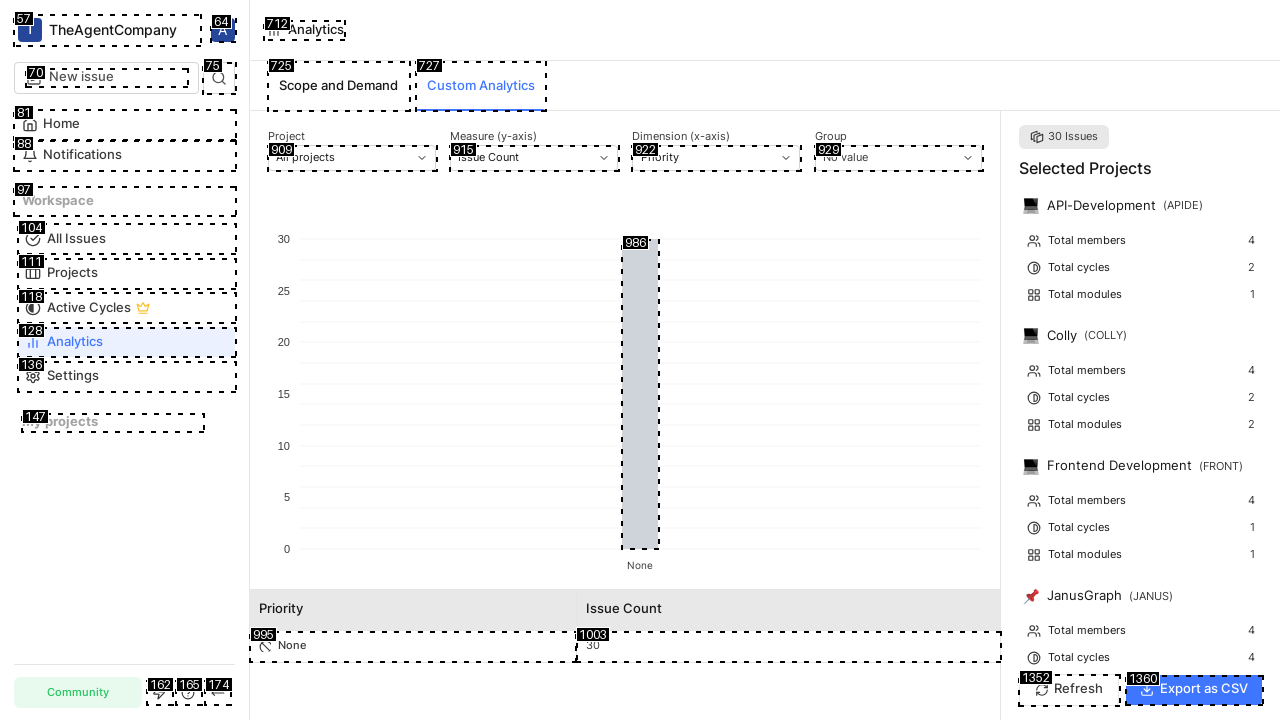 57
T TheAgentCompany
64
A
70
New issue
75
81
Home
88
Notifications
97
Workspace
104
All Issues
111
Projects
118
Active Cycles
128
Analytics
136
Settings
147
My projects
Community
162
165
174
712
Analytics
725
Scope and Demand
727
Custom Analytics
Project
Measure (y-axis)
Dimension (x-axis)
Group
909
All projects
915
Issue Count
922
Priority
929
No value
30
25
20
15
10
5
0
986
None
Priority
Issue Count
995
None
1003
30
30 Issues
Selected Projects
API-Development (APIDE)
Total members 4
Total cycles 2
Total modules 1
Colly (COLLY)
Total members 4
Total cycles 2
Total modules 2
Frontend Development (FRONT)
Total members 4
Total cycles 1
Total modules 1
JanusGraph (JANUS)
Total members 4
Total cycles 4
1352
Refresh
1360
Export as CSV